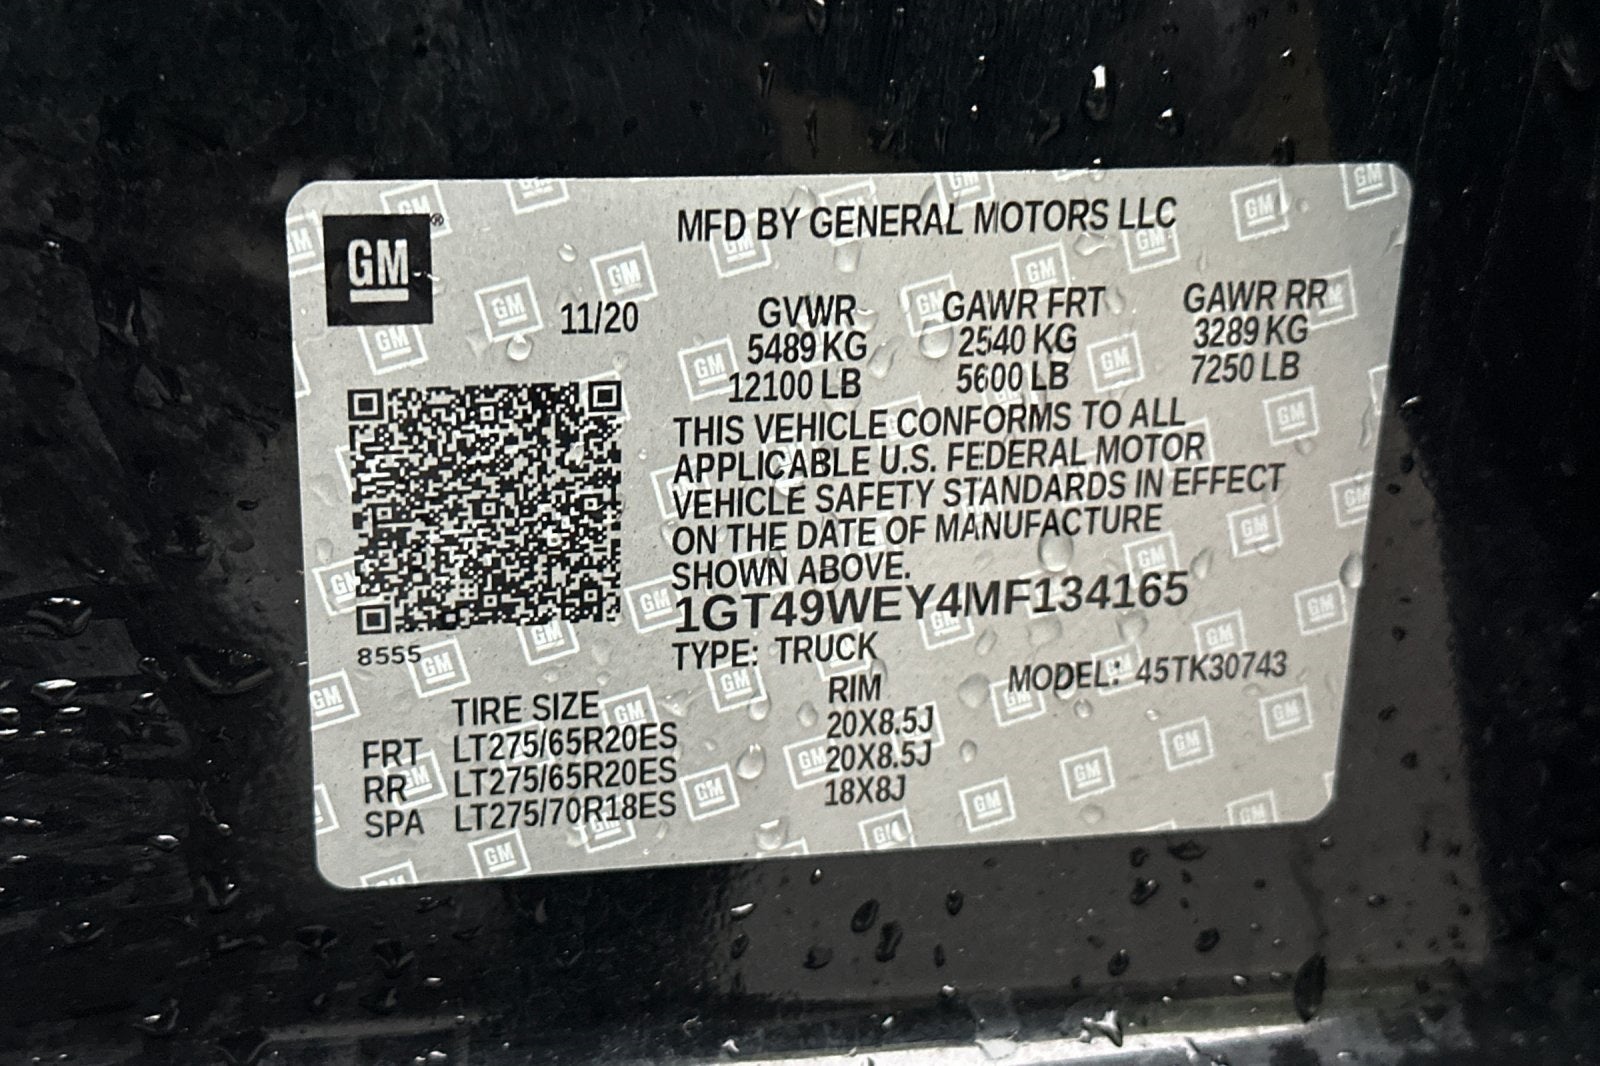 MFD BY GENERAL MOTORS LLC
GM®
11/20
GVWR GAWR FRT GAWR RR
5489 KG 2540 KG 3289 KG
12100 LB 5600 LB 7250 LB
THIS VEHICLE CONFORMS TO ALL
APPLICABLE U.S. FEDERAL MOTOR
VEHICLE SAFETY STANDARDS IN EFFECT
ON THE DATE OF MANUFACTURE
SHOWN ABOVE.
1GT49WEY4MF134165
8555
TYPE: TRUCK
MODEL: 45TK30743
TIRE SIZE RIM
FRT LT275/65R20ES 20X8.5J
RR LT275/65R20ES 20X8.5J
SPA LT275/70R18ES 18X8J